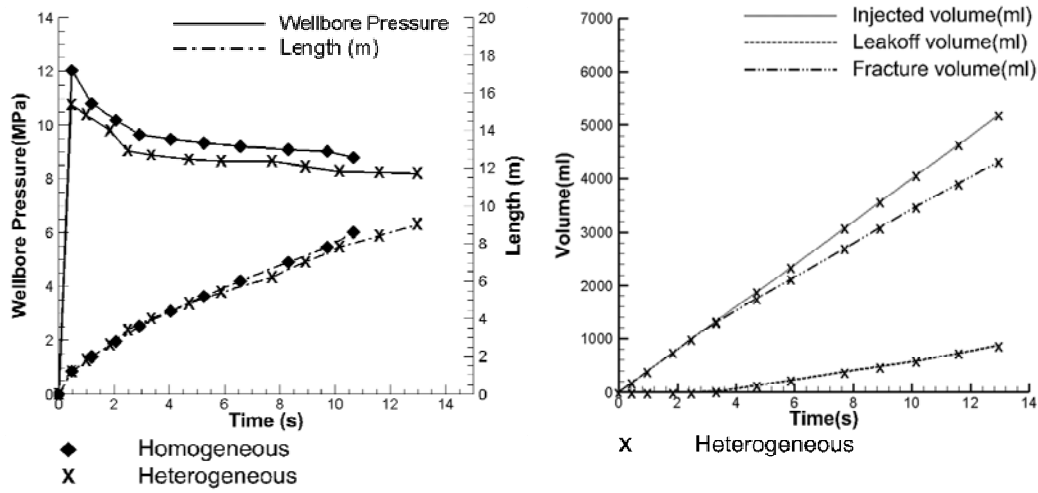 Wellbore Pressure
Length (m)
14
12
10
8
6
4
2
0
Wellbore Pressure(MPa)
20
18
16
14
12
10
8
6
4
2
0
Length (m)
0 2 4 6 8 10 12 14
Time (s)
Homogeneous
Heterogeneous
Injected volume(ml)
Leakoff volume(ml)
Fracture volume(ml)
7000
6000
5000
4000
3000
2000
1000
0
Volume(ml)
0 2 4 6 8 10 12 14
Time(s)
X Heterogeneous